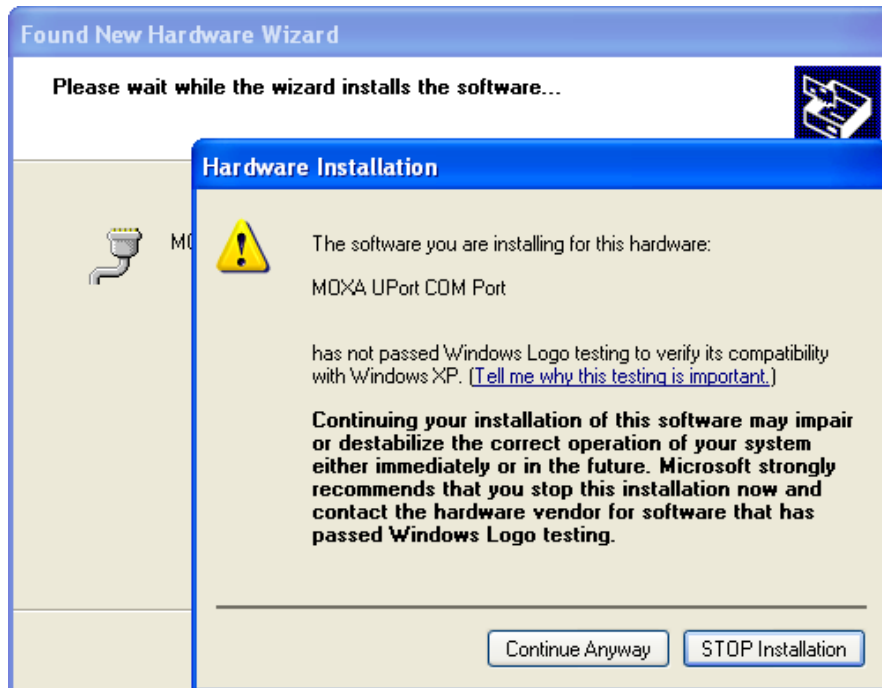 Found New Hardware Wizard
Please wait while the wizard installs the software...
Hardware Installation
MO
The software you are installing for this hardware:
MOXA UPort COM Port
has not passed Windows Logo testing to verify its compatibility
with Windows XP. (Tell me why this testing is important.)
Continuing your installation of this software may impair
or destabilize the correct operation of your system
either immediately or in the future. Microsoft strongly
recommends that you stop this installation now and
contact the hardware vendor for software that has
passed Windows Logo testing.
Continue Anyway
STOP Installation